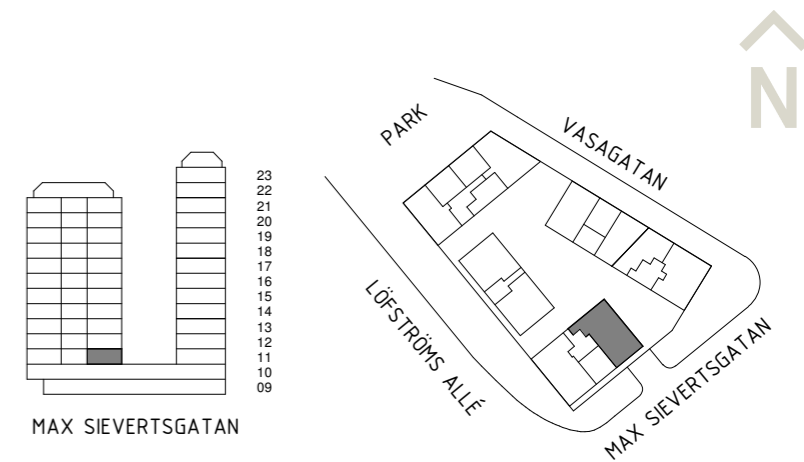 N
PARK
VASAGATAN
23
22
21
20
19
18
17
16
15
14
13
12
11
10
09
LÖFSTRÖMS ALLÉ
MAX SIEVERTSGATAN
MAX SIEVERTSGATAN